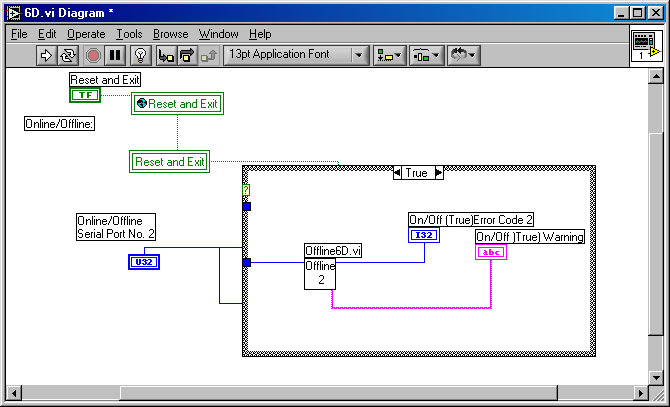 6D.vi Diagram *
File Edit Operate Tools Browse Window Help
13pt Application Font
1
Reset and Exit
TF
Reset and Exit
Online/Offline:
Reset and Exit
True
?
Online/Offline
Serial Port No. 2
U32
On/Off (True)Error Code 2
I32
On/Off )True) Warning
abc
Offline6D.vi
Offline
2